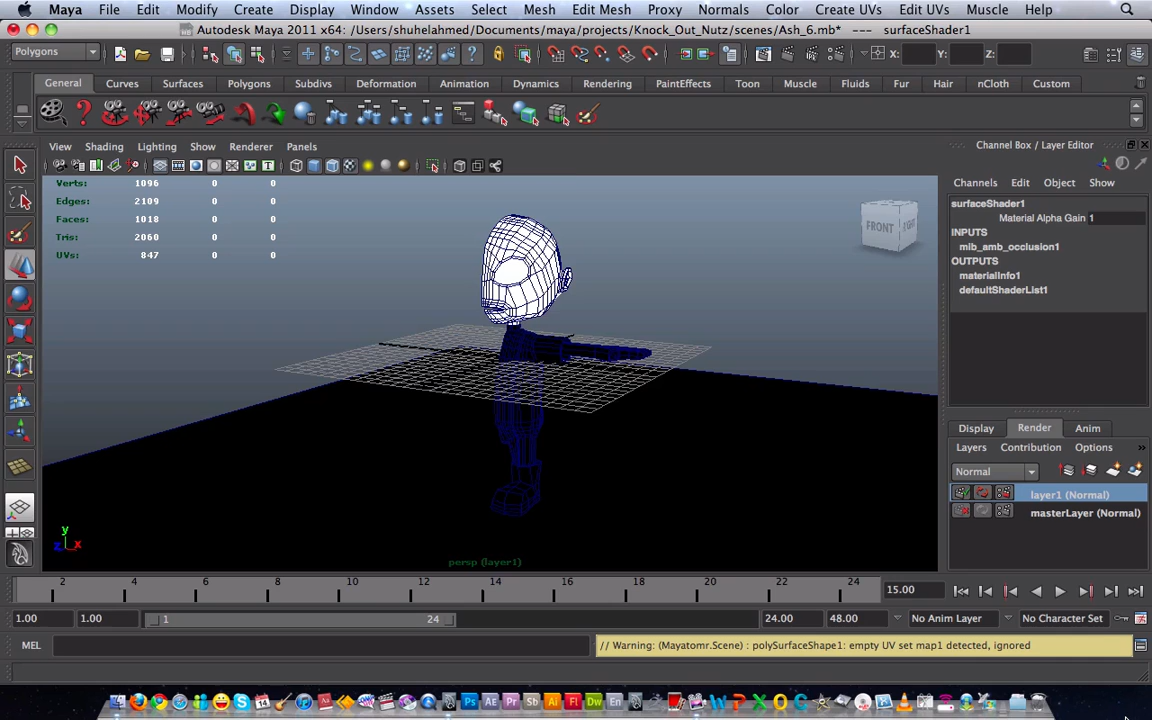 Maya File Edit Modify Create Display Window Assets Select Mesh Edit Mesh Proxy Normals Color Create UVs Edit UVs Muscle Help
Autodesk Maya 2011 x64: /Users/shuhelahmed/Documents/maya/projects/Knock_Out_Nutz/scenes/Ash_6.mb* --- surfaceShader1
Polygons X: Y: Z:
General Curves Surfaces Polygons Subdivs Deformation Animation Dynamics Rendering PaintEffects Toon Muscle Fluids Fur Hair nCloth Custom
View Shading Lighting Show Renderer Panels
Channel Box / Layer Editor
Channels Edit Object Show
Verts: 1096 0 0
Edges: 2109 0 0
Faces: 1018 0 0
Tris: 2060 0 0
UVs: 847 0 0
FRONT
surfaceShader1
Material Alpha Gain 1
INPUTS
mib_amb_occlusion1
OUTPUTS
materialInfo1
defaultShaderList1
Display Render Anim
Layers Contribution Options »
Normal
layer1 (Normal)
masterLayer (Normal)
y
z x
persp (layer1)
2 4 6 8 10 12 14 16 18 20 22 24 15.00
1.00 1.00 1 24 24.00 48.00 No Anim Layer No Character Set
MEL // Warning: (Mayatomr.Scene) : polySurfaceShape1: empty UV set map1 detected, ignored
Ps Ae Pr Sb Ai Fl Dw En W P X